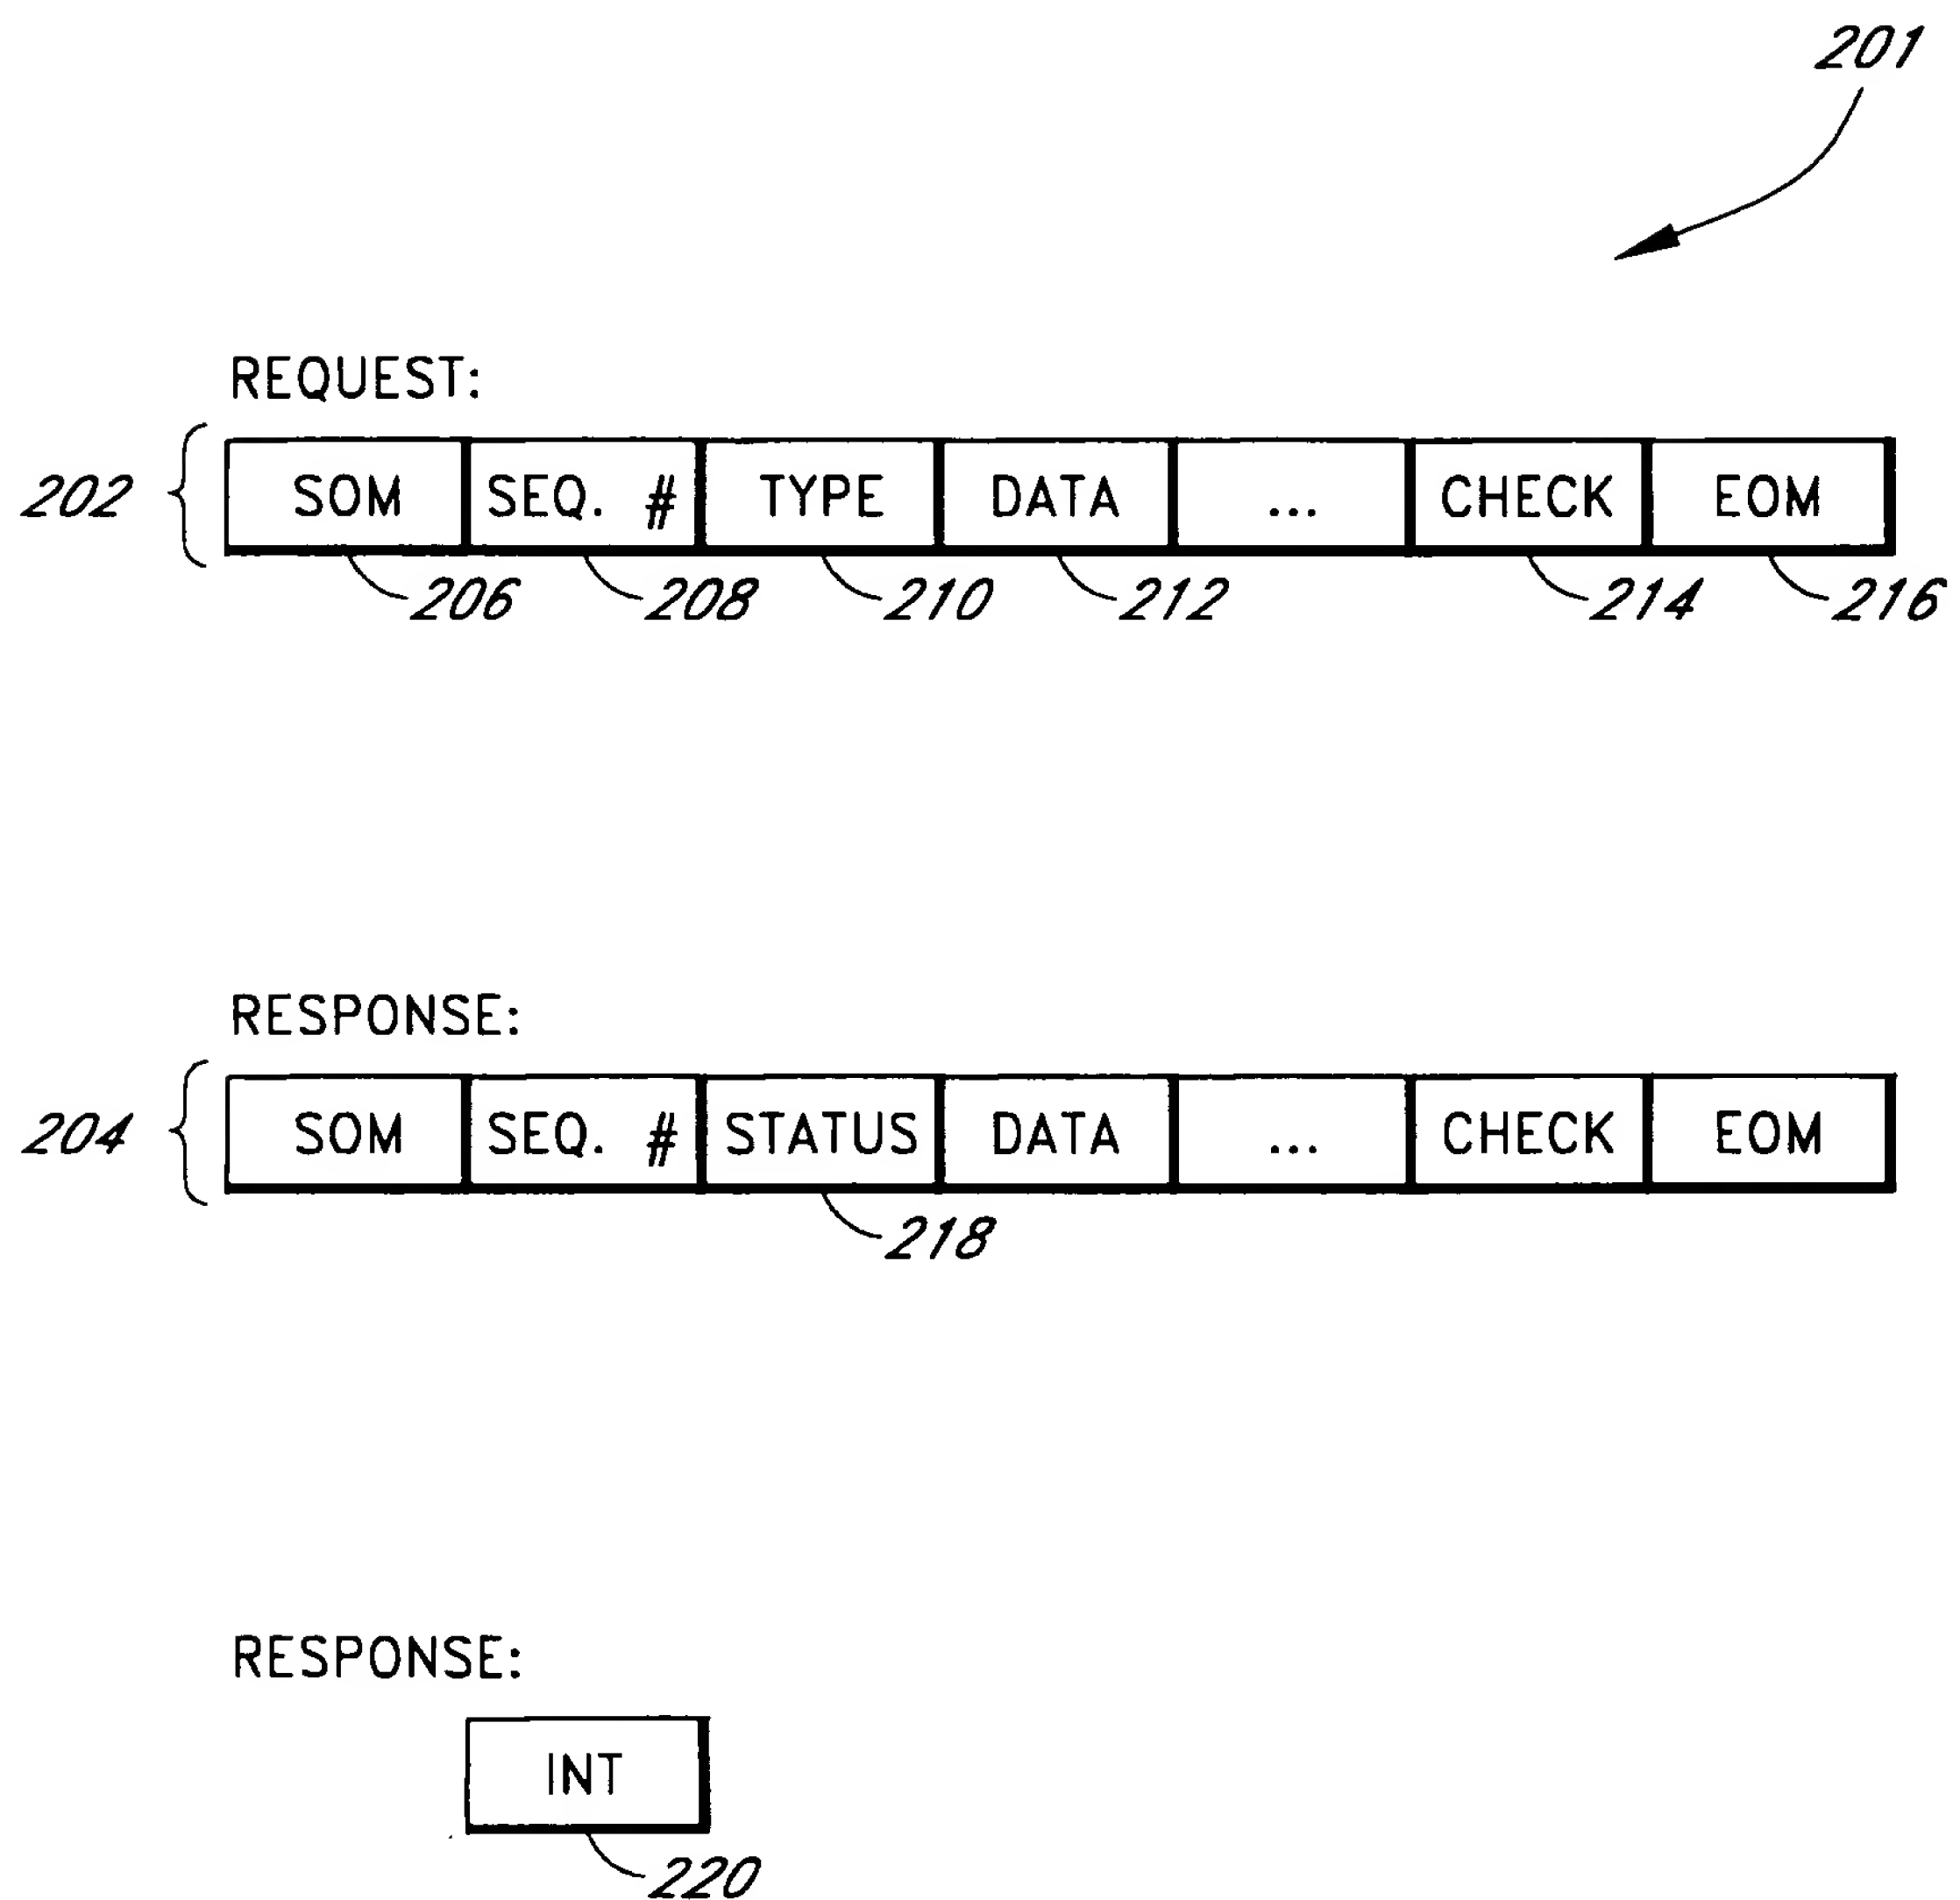 201
REQUEST:
202 SOM SEQ. # TYPE DATA ... CHECK EOM
206 208 210 212 214 216
RESPONSE:
204 SOM SEQ. # STATUS DATA ... CHECK EOM
218
RESPONSE:
INT
220